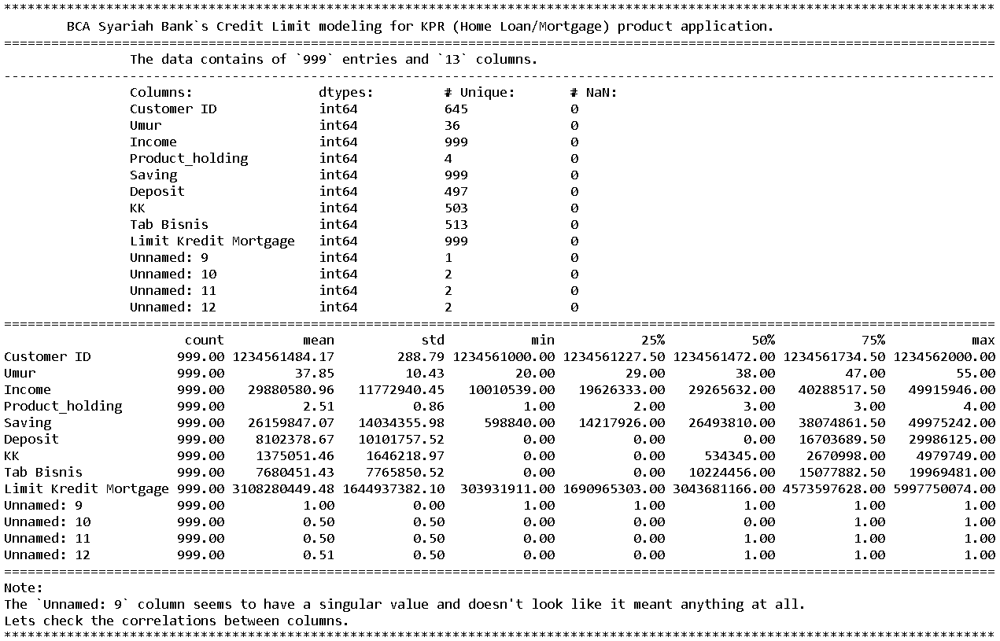 ******************************************************************************************************************************
BCA Syariah Bank`s Credit Limit modeling for KPR (Home Loan/Mortgage) product application.
==============================================================================================================================
The data contains of `999` entries and `13` columns.
------------------------------------------------------------------------------------------------------------------------------
Columns: dtypes: # Unique: # NaN:
Customer ID int64 645 0
Umur int64 36 0
Income int64 999 0
Product_holding int64 4 0
Saving int64 999 0
Deposit int64 497 0
KK int64 503 0
Tab Bisnis int64 513 0
Limit Kredit Mortgage int64 999 0
Unnamed: 9 int64 1 0
Unnamed: 10 int64 2 0
Unnamed: 11 int64 2 0
Unnamed: 12 int64 2 0
==============================================================================================================================
count mean std min 25% 50% 75% max
Customer ID 999.00 1234561484.17 288.79 1234561000.00 1234561227.50 1234561472.00 1234561734.50 1234562000.00
Umur 999.00 37.85 10.43 20.00 29.00 38.00 47.00 55.00
Income 999.00 29880580.96 11772940.45 10010539.00 19626333.00 29265632.00 40288517.50 49915946.00
Product_holding 999.00 2.51 0.86 1.00 2.00 3.00 3.00 4.00
Saving 999.00 26159847.07 14034355.98 598840.00 14217926.00 26493810.00 38074861.50 49975242.00
Deposit 999.00 8102378.67 10101757.52 0.00 0.00 0.00 16703689.50 29986125.00
KK 999.00 1375051.46 1646218.97 0.00 0.00 534345.00 2670998.00 4979749.00
Tab Bisnis 999.00 7680451.43 7765850.52 0.00 0.00 10224456.00 15077882.50 19969481.00
Limit Kredit Mortgage 999.00 3108280449.48 1644937382.10 303931911.00 1690965303.00 3043681166.00 4573597628.00 5997750074.00
Unnamed: 9 999.00 1.00 0.00 1.00 1.00 1.00 1.00 1.00
Unnamed: 10 999.00 0.50 0.50 0.00 0.00 0.00 1.00 1.00
Unnamed: 11 999.00 0.50 0.50 0.00 0.00 1.00 1.00 1.00
Unnamed: 12 999.00 0.51 0.50 0.00 0.00 1.00 1.00 1.00
==============================================================================================================================
Note:
The `Unnamed: 9` column seems to have a singular value and doesn't look like it meant anything at all.
Lets check the correlations between columns.
******************************************************************************************************************************